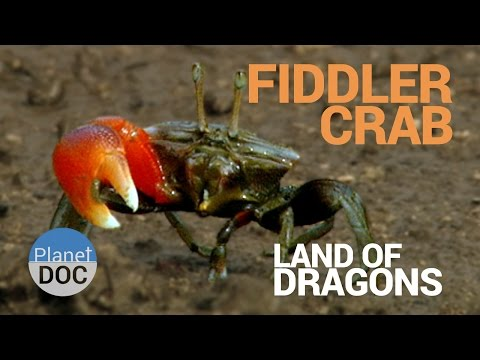 FIDDLER
CRAB
Planet
DOC
LAND OF
DRAGONS